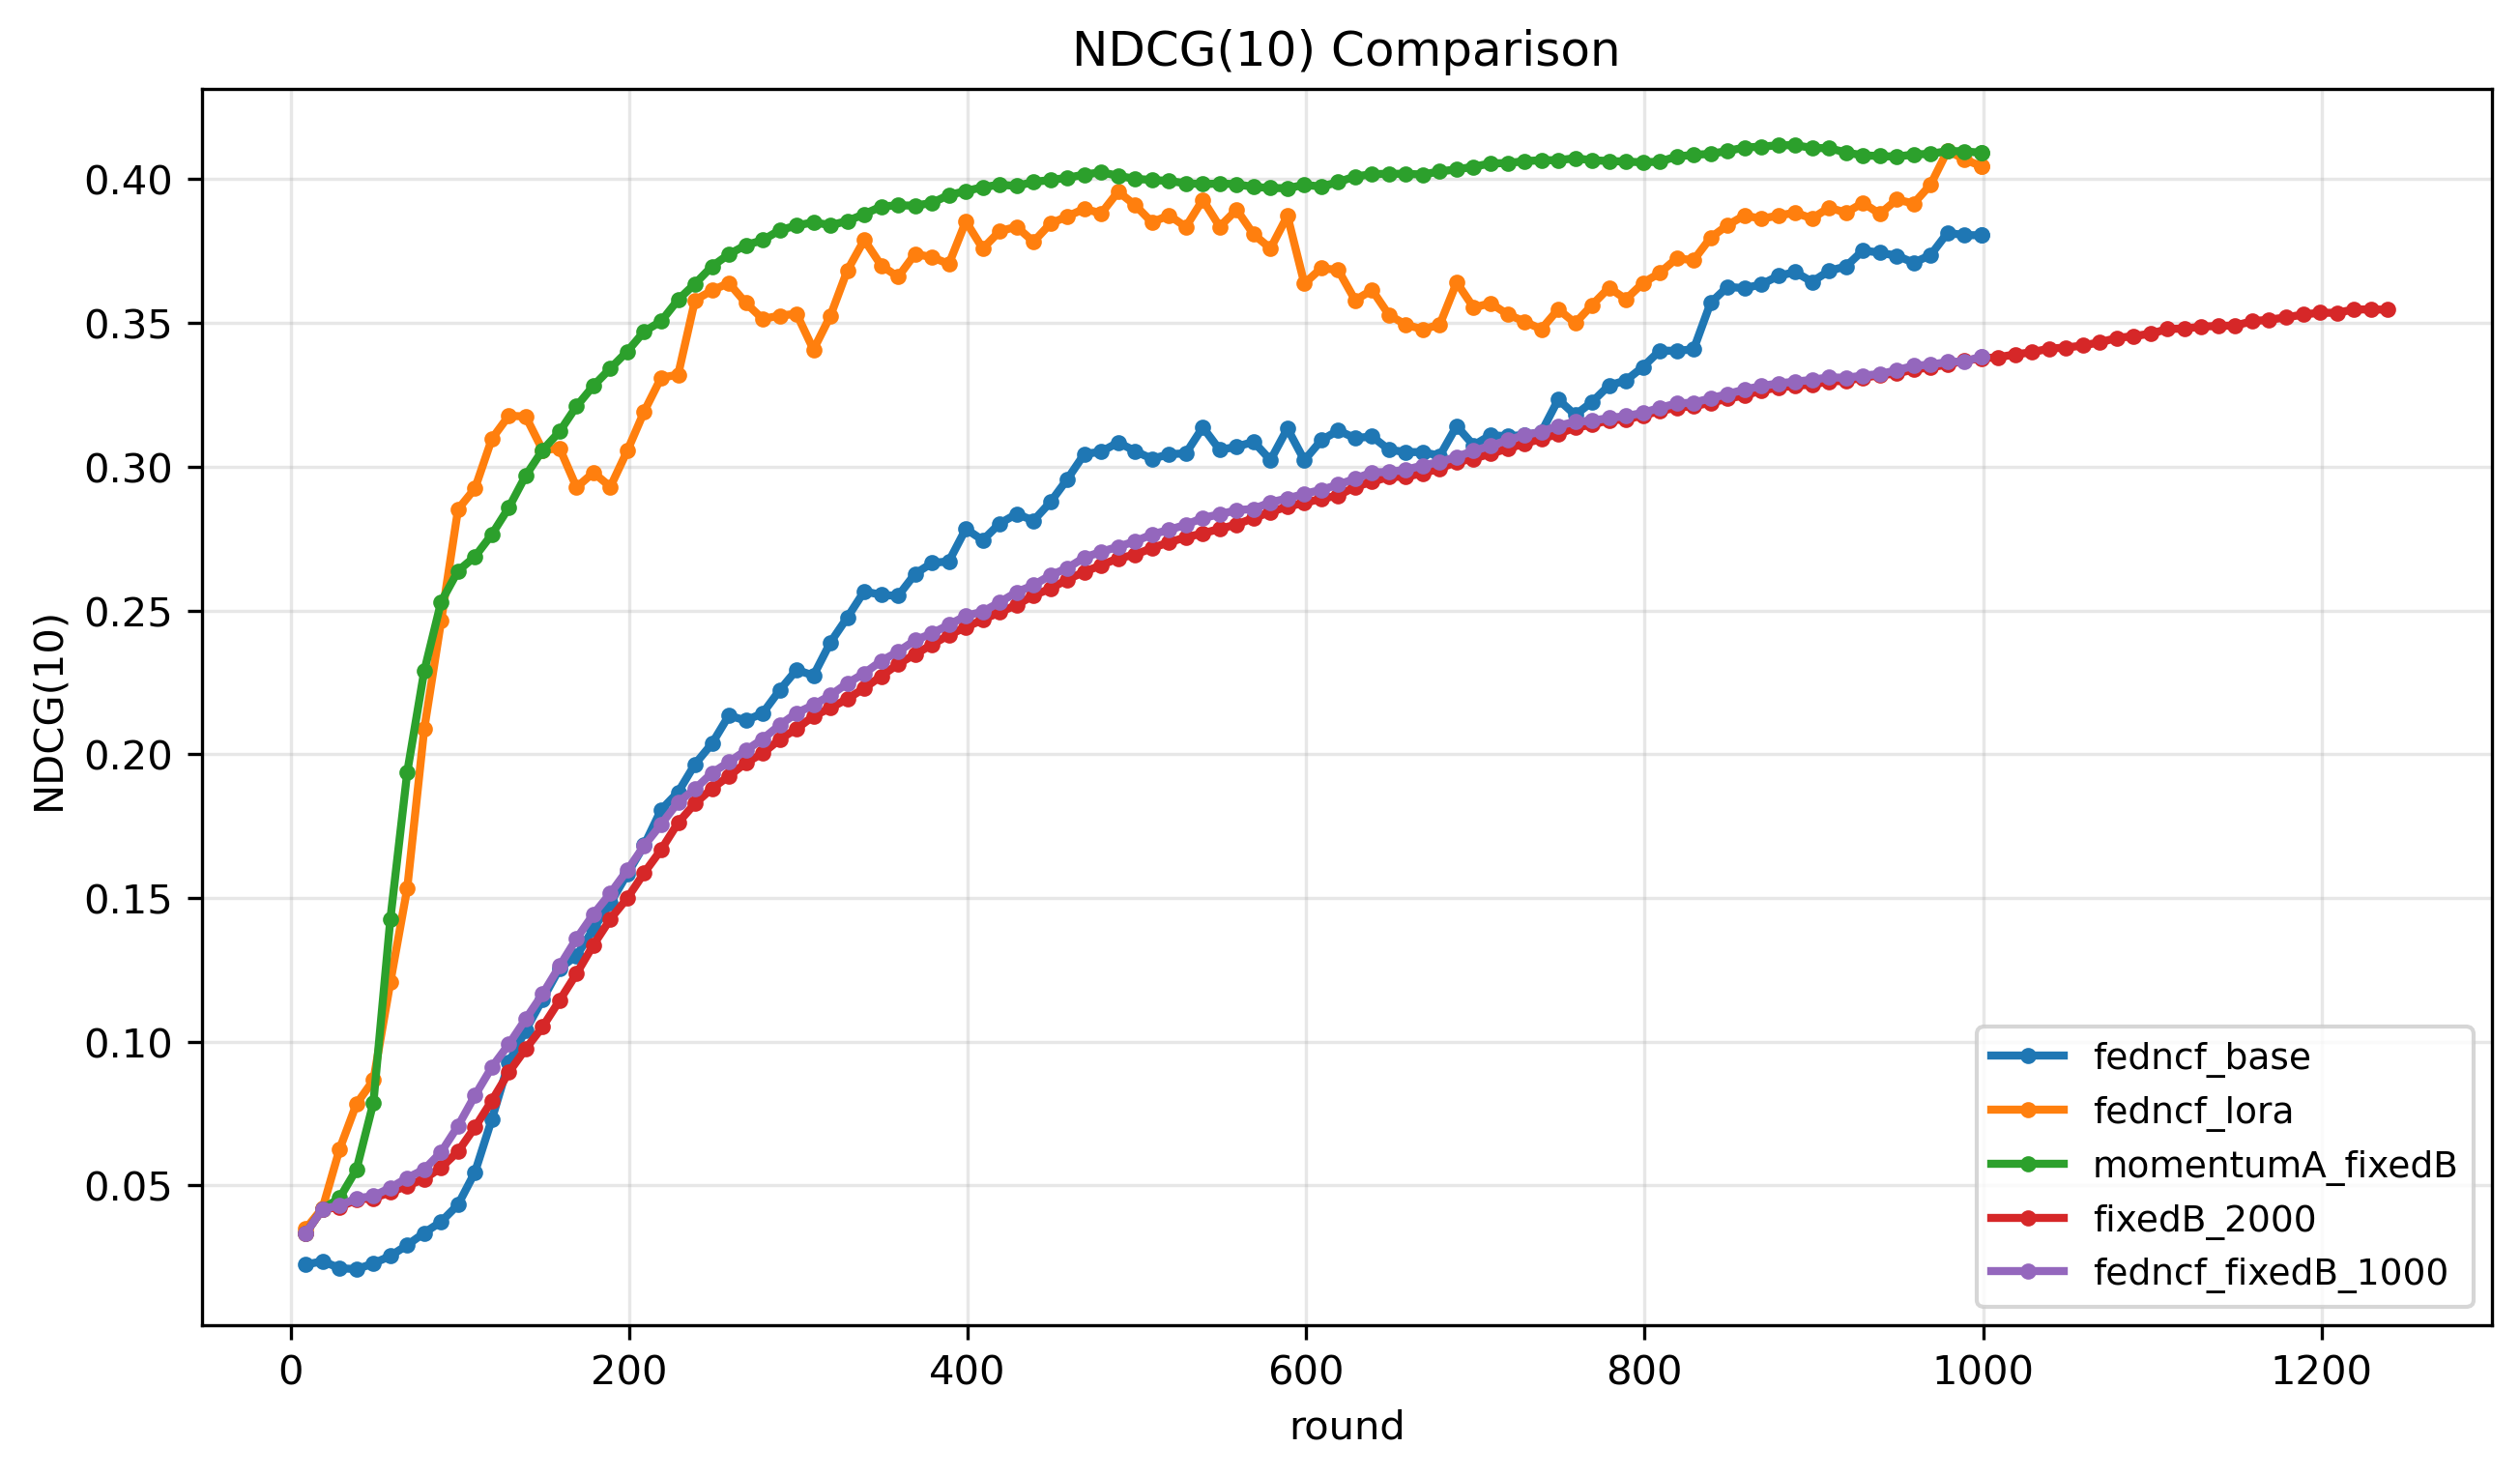 NDCG(10) Comparison
NDCG(10)
0.40
0.35
0.30
0.25
0.20
0.15
0.10
0.05
0 200 400 600 800 1000 1200
round
fedncf_base
fedncf_lora
momentumA_fixedB
fixedB_2000
fedncf_fixedB_1000